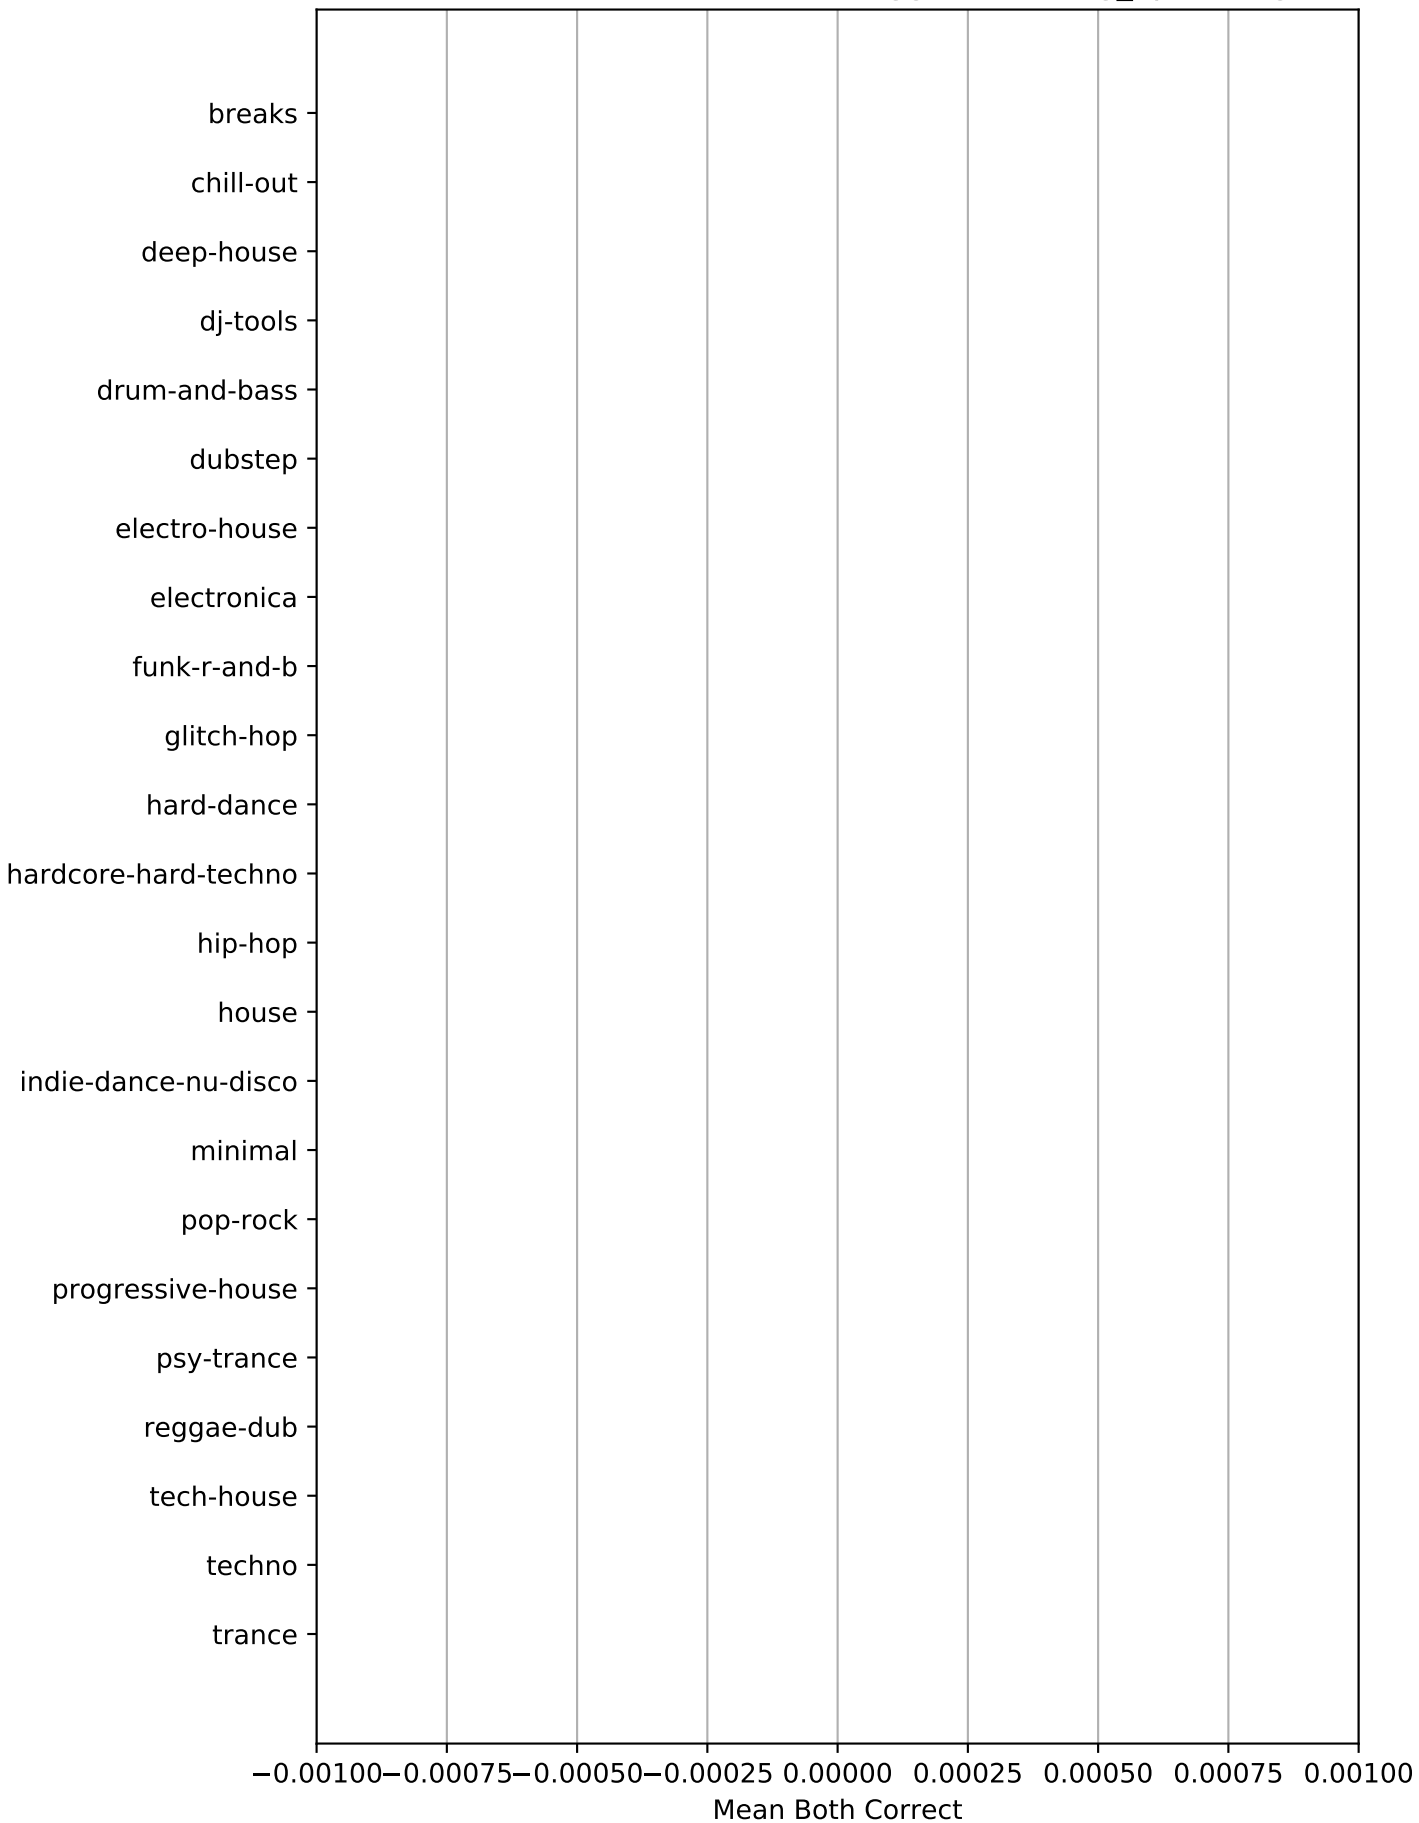 breaks
chill-out
deep-house
dj-tools
drum-and-bass
dubstep
electro-house
electronica
funk-r-and-b
glitch-hop
hard-dance
hardcore-hard-techno
hip-hop
house
indie-dance-nu-disco
minimal
pop-rock
progressive-house
psy-trance
reggae-dub
tech-house
techno
trance
−0.00100 −0.00075 −0.00050 −0.00025 0.00000 0.00025 0.00050 0.00075 0.00100
Mean Both Correct